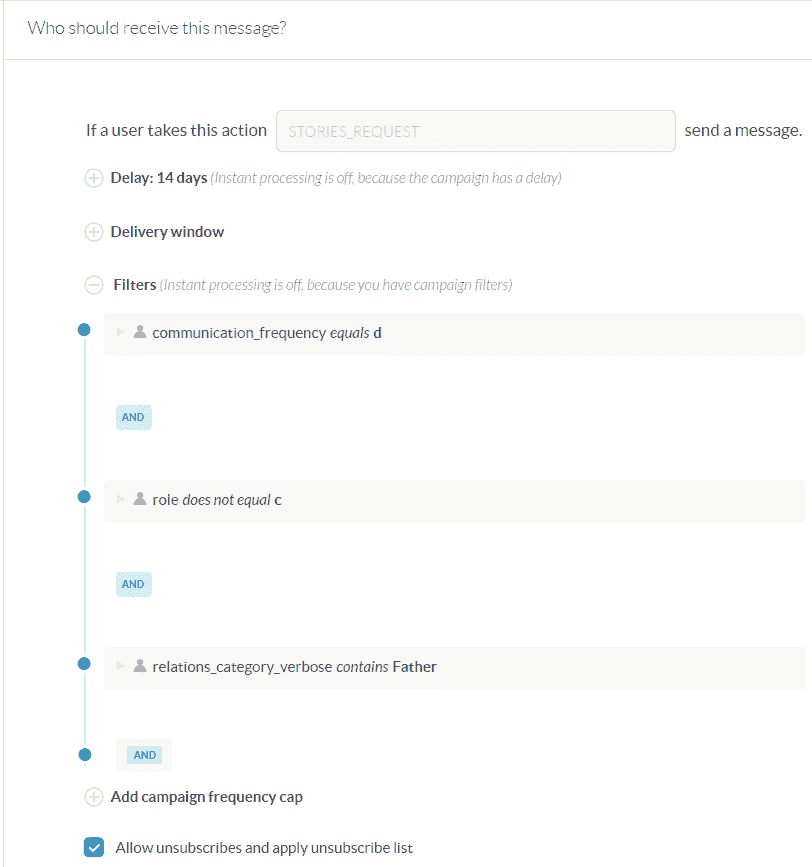 Who should receive this message?
If a user takes this action STORIES_REQUEST send a message.
Delay: 14 days (Instant processing is off, because the campaign has a delay)
Delivery window
Filters (Instant processing is off, because you have campaign filters)
communication_frequency equals d
AND
role does not equal c
AND
relations_category_verbose contains Father
AND
Add campaign frequency cap
Allow unsubscribes and apply unsubscribe list